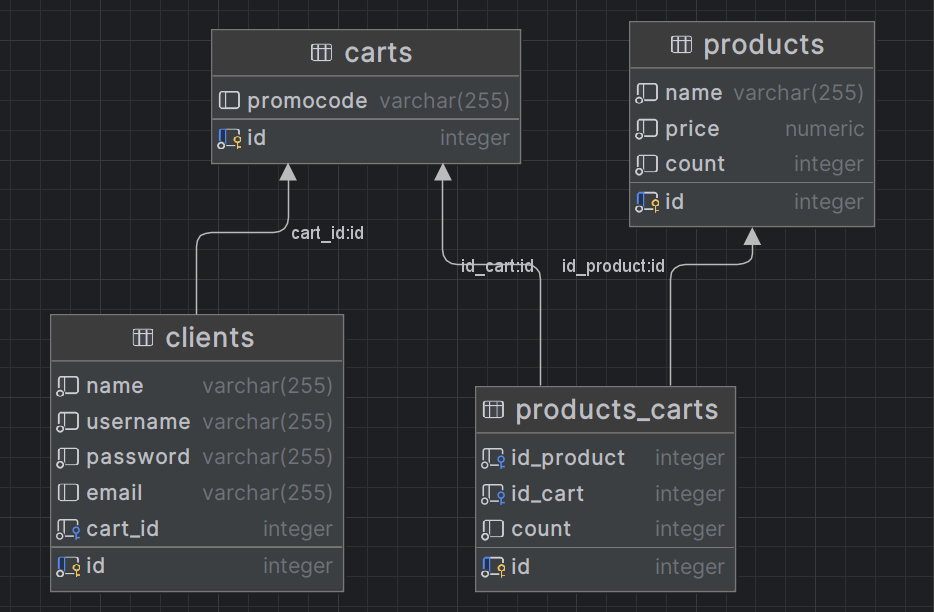 carts
promocode varchar(255)
id integer
products
name varchar(255)
price numeric
count integer
id integer
cart_id:id
id_cart:id
id_product:id
clients
name varchar(255)
username varchar(255)
password varchar(255)
email varchar(255)
cart_id integer
id integer
products_carts
id_product integer
id_cart integer
count integer
id integer